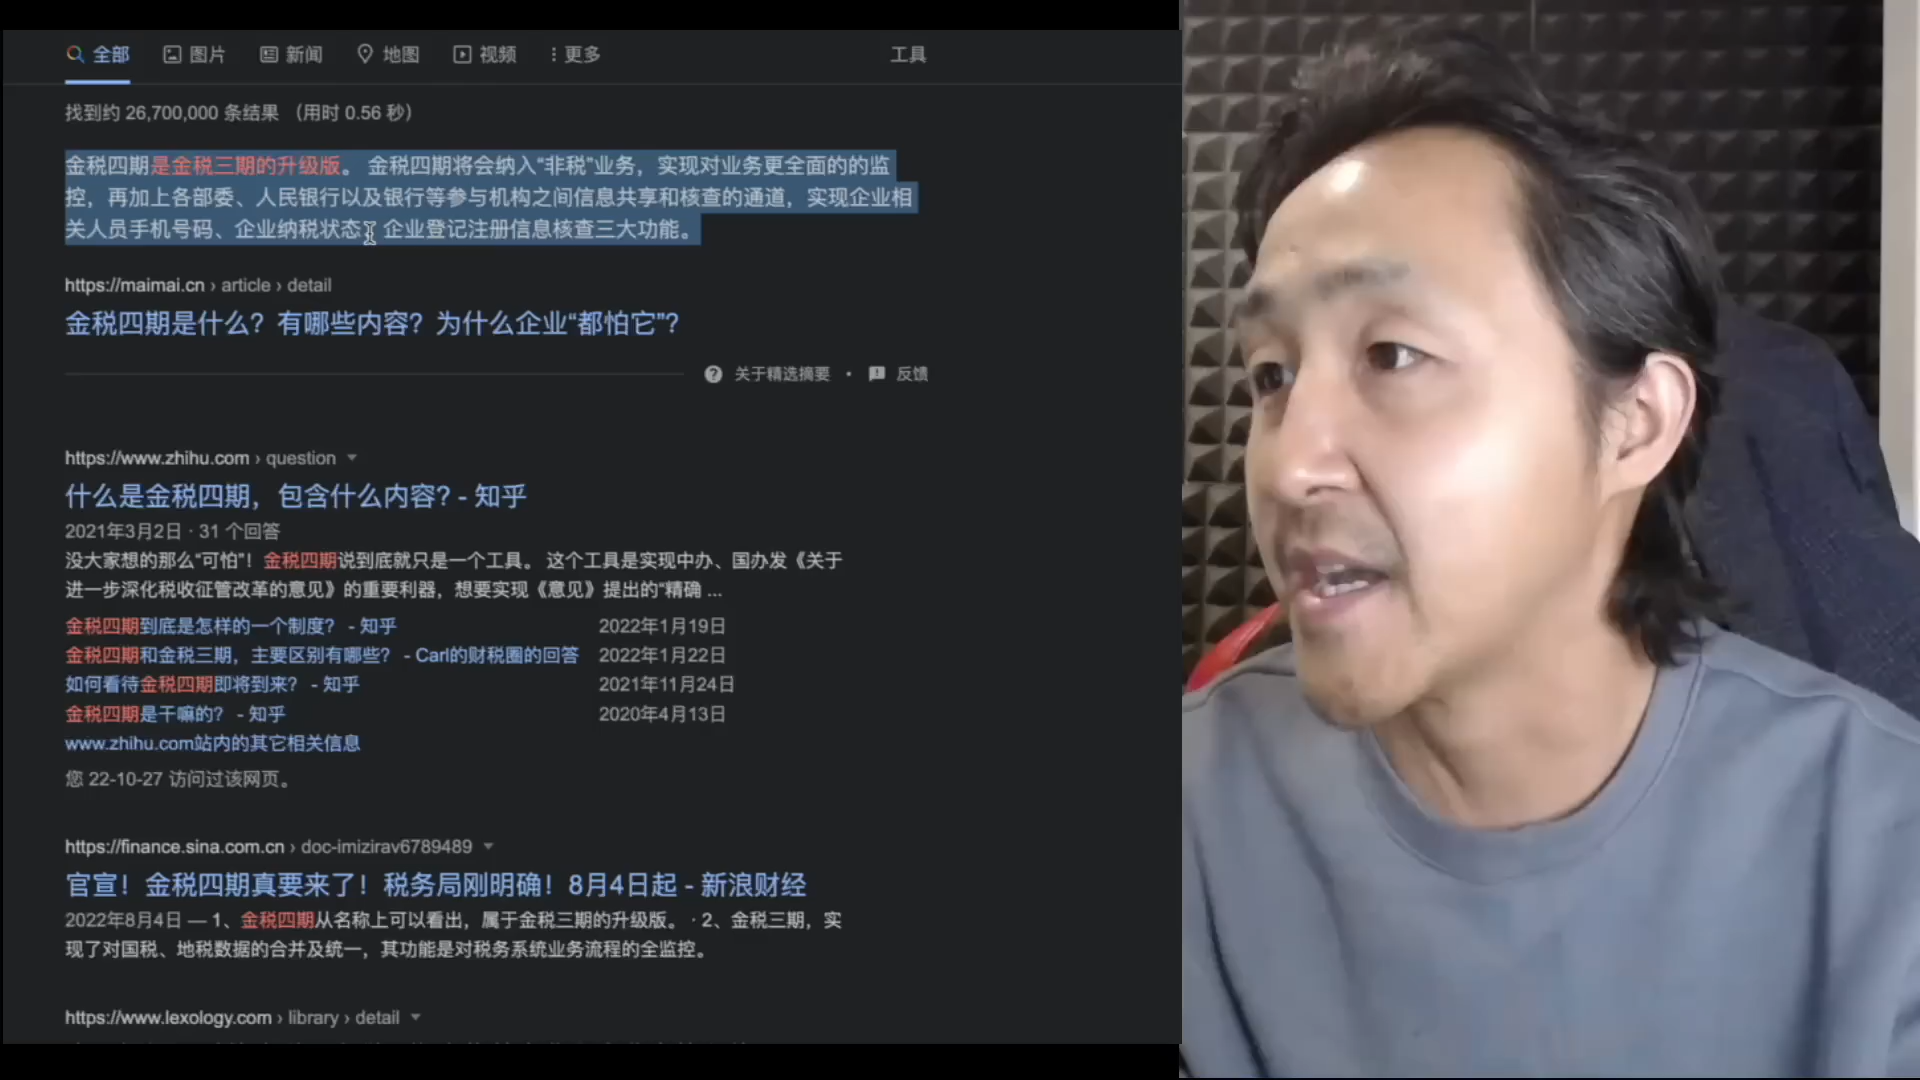 全部 图片 新闻 地图 视频 更多 工具
找到约 26,700,000 条结果 （用时 0.56 秒）
金税四期是金税三期的升级版。 金税四期将会纳入“非税”业务，实现对业务更全面的的监
控，再加上各部委、人民银行以及银行等参与机构之间信息共享和核查的通道，实现企业相
关人员手机号码、企业纳税状态、企业登记注册信息核查三大功能。
https://maimai.cn › article › detail
金税四期是什么？有哪些内容？为什么企业“都怕它”？
关于精选摘要 · 反馈
https://www.zhihu.com › question
什么是金税四期，包含什么内容？- 知乎
2021年3月2日 · 31 个回答
没大家想的那么“可怕”！金税四期说到底就只是一个工具。 这个工具是实现中办、国办发《关于
进一步深化税收征管改革的意见》的重要利器，想要实现《意见》提出的“精确 ...
金税四期到底是怎样的一个制度？ - 知乎 2022年1月19日
金税四期和金税三期，主要区别有哪些？ - Carl的财税圈的回答 2022年1月22日
如何看待金税四期即将到来？ - 知乎 2021年11月24日
金税四期是干嘛的？ - 知乎 2020年4月13日
www.zhihu.com站内的其它相关信息
您 22-10-27 访问过该网页。
https://finance.sina.com.cn › doc-imizirav6789489
官宣！金税四期真要来了！税务局刚明确！8月4日起 - 新浪财经
2022年8月4日 — 1、金税四期从名称上可以看出，属于金税三期的升级版。 · 2、金税三期，实
现了对国税、地税数据的合并及统一，其功能是对税务系统业务流程的全监控。
https://www.lexology.com › library › detail